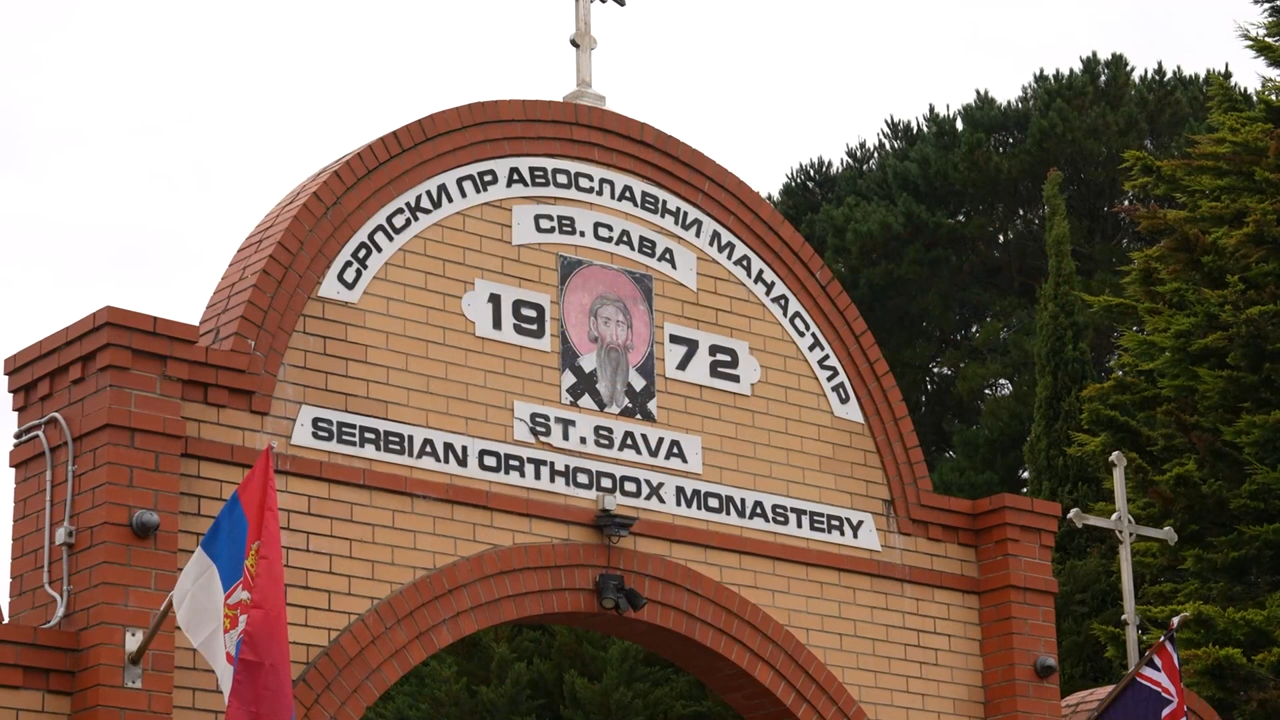 СРПСКИ ПРАВОСЛАВНИ МАНАСТИР
СВ. САВА
19 72
ST. SAVA
SERBIAN ORTHODOX MONASTERY